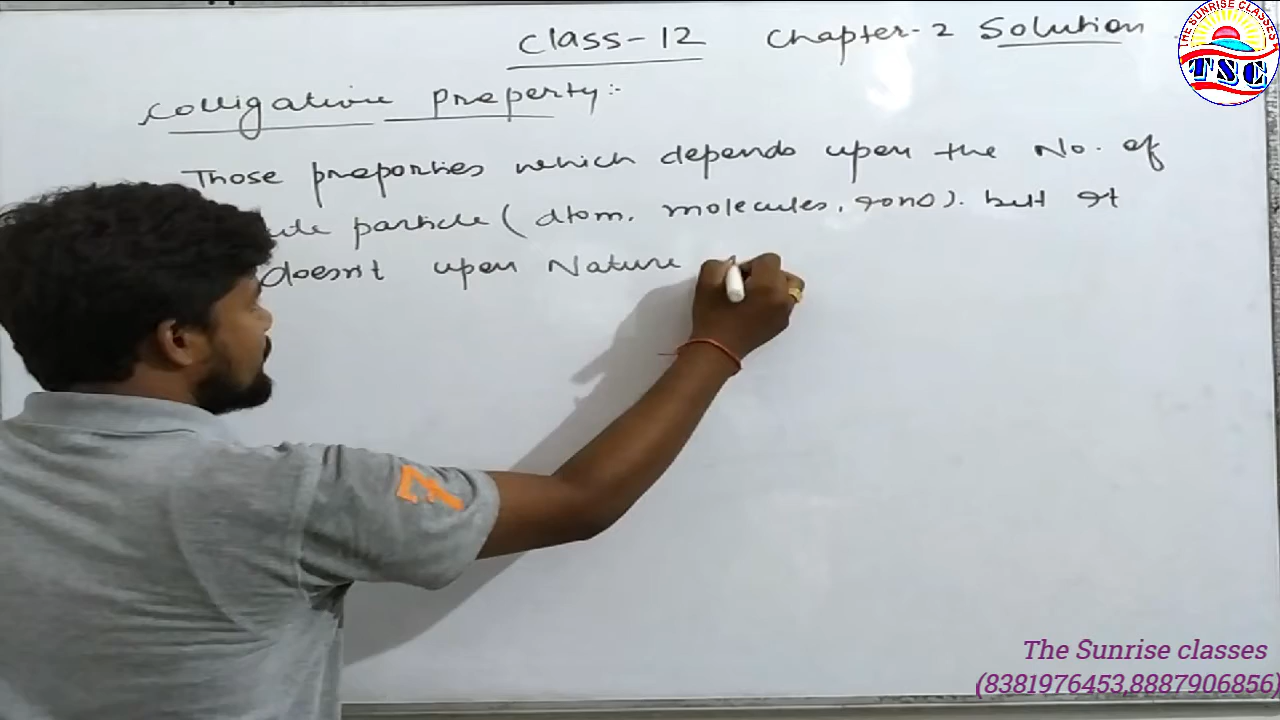 Class-12 Chapter-2 Solution
Colligative Property:-
Those preporties which depends upon the No. of
particle (atom, molecules, ions). but it
doesn't upon Nature
THE SUNRISE CLASSES
TSC
The Sunrise classes
(8381976453,8887906856)